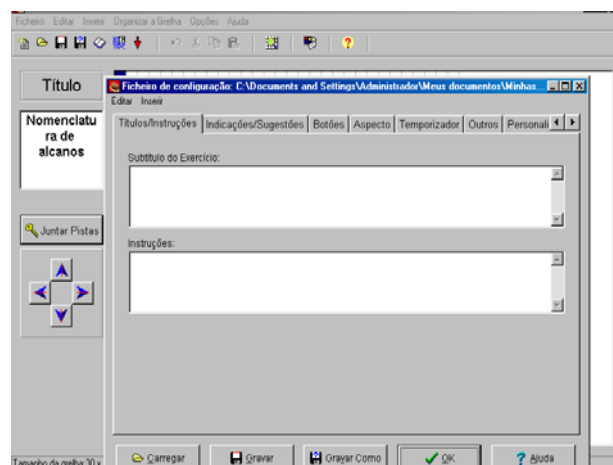 Ficheiro Editar Inserir Organizar a Grelha Opções Ajuda
Título
Nomenclatu
ra de
alcanos
Juntar Pistas
Ficheiro de configuração: C:\Documents and Settings\Administrador\Meus documentos\Minhas...
Editar Inserir
Títulos/Instruções Indicações/Sugestões Botões Aspecto Temporizador Outros Personali
Subtítulo do Exercício:
Instruções:
Carregar Gravar Gravar Como OK Ajuda
Tamanho da grelha: 30 x